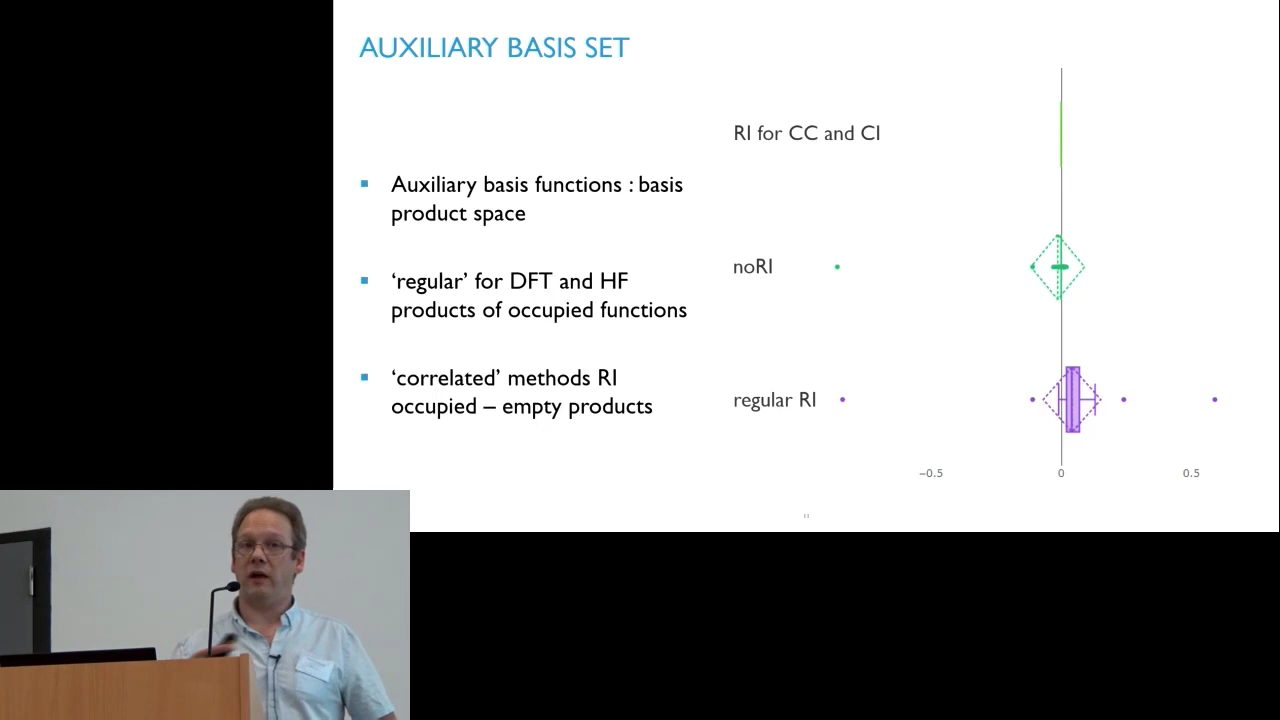 AUXILIARY BASIS SET
RI for CC and CI
▪ Auxiliary basis functions : basis
product space
noRI
▪ ‘regular’ for DFT and HF
products of occupied functions
▪ ‘correlated’ methods RI
occupied – empty products
regular RI
−0.5
0
0.5